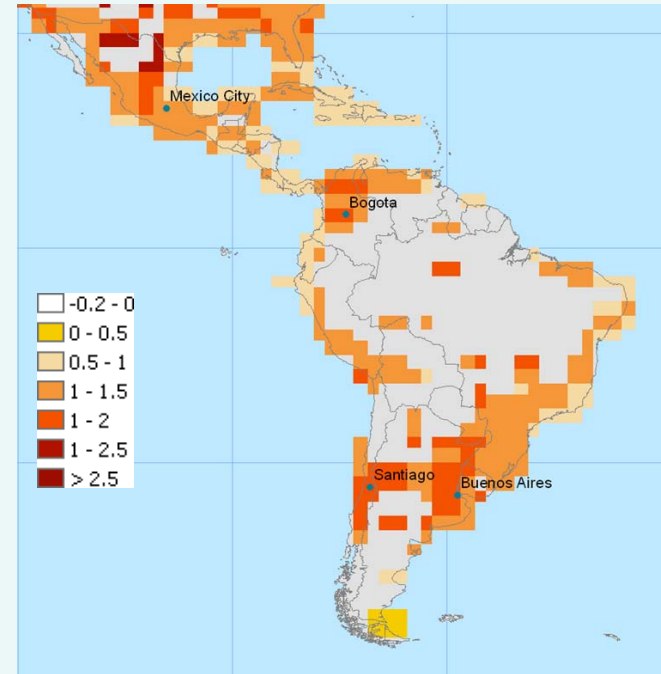 Mexico City
Bogota
-0.2 - 0
0 - 0.5
0.5 - 1
1 - 1.5
1 - 2
1 - 2.5
> 2.5
Santiago
Buenos Aires